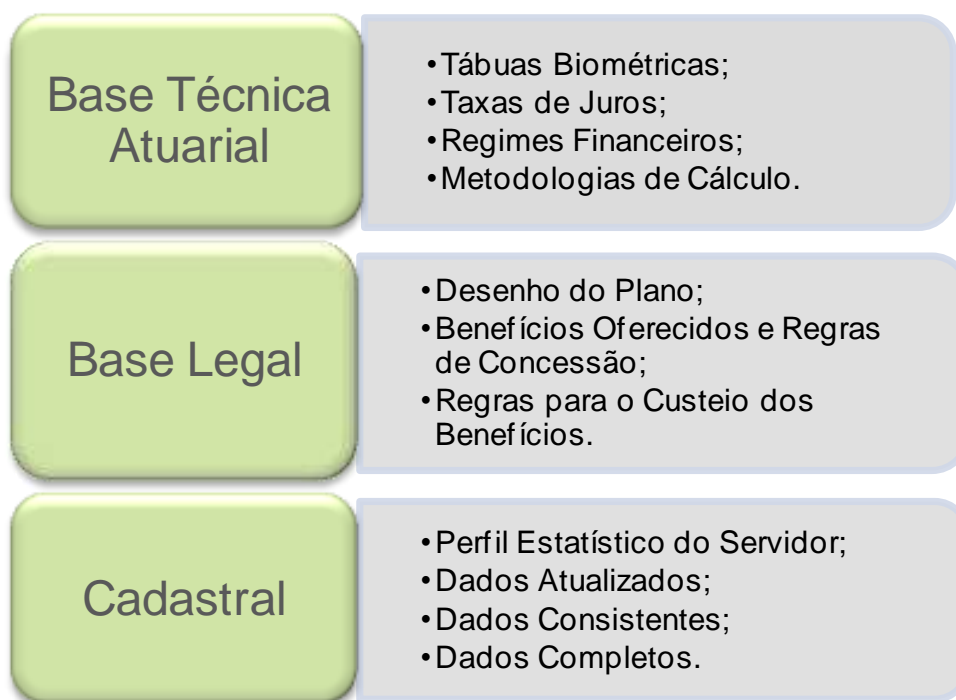 Base Técnica
Atuarial
•Tábuas Biométricas;
•Taxas de Juros;
•Regimes Financeiros;
•Metodologias de Cálculo.
Base Legal
•Desenho do Plano;
•Benefícios Oferecidos e Regras
de Concessão;
•Regras para o Custeio dos
Benefícios.
Cadastral
•Perfil Estatístico do Servidor;
•Dados Atualizados;
•Dados Consistentes;
•Dados Completos.